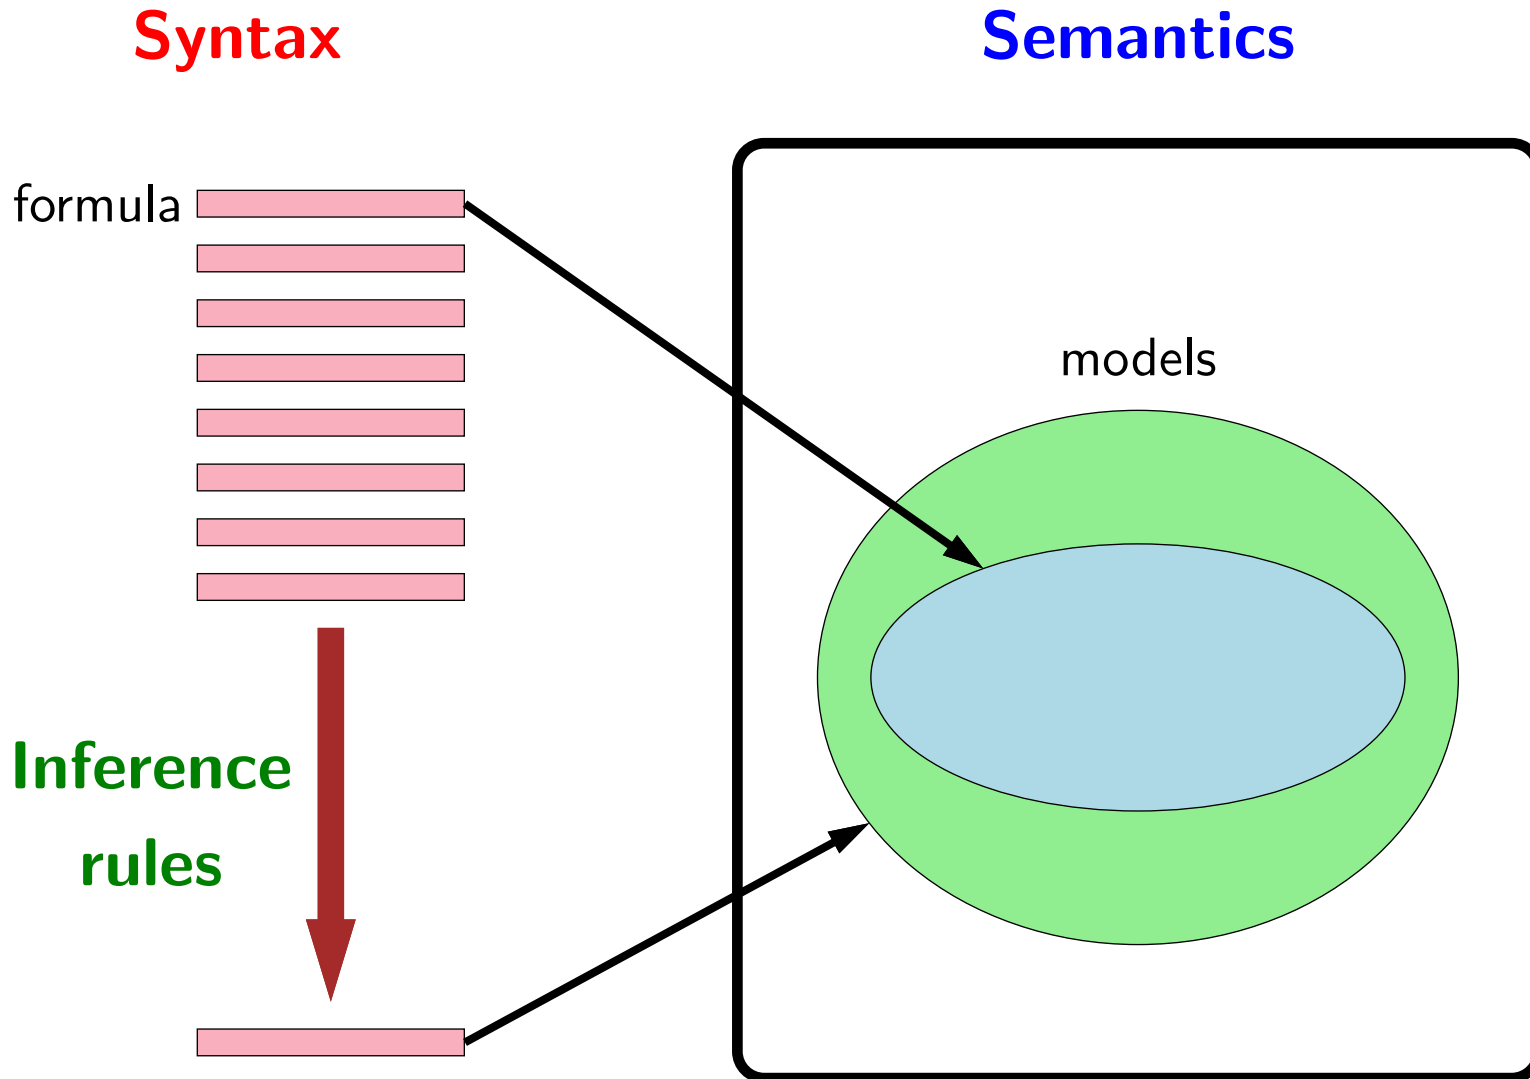 Syntax
Semantics
formula
models
Inference
rules